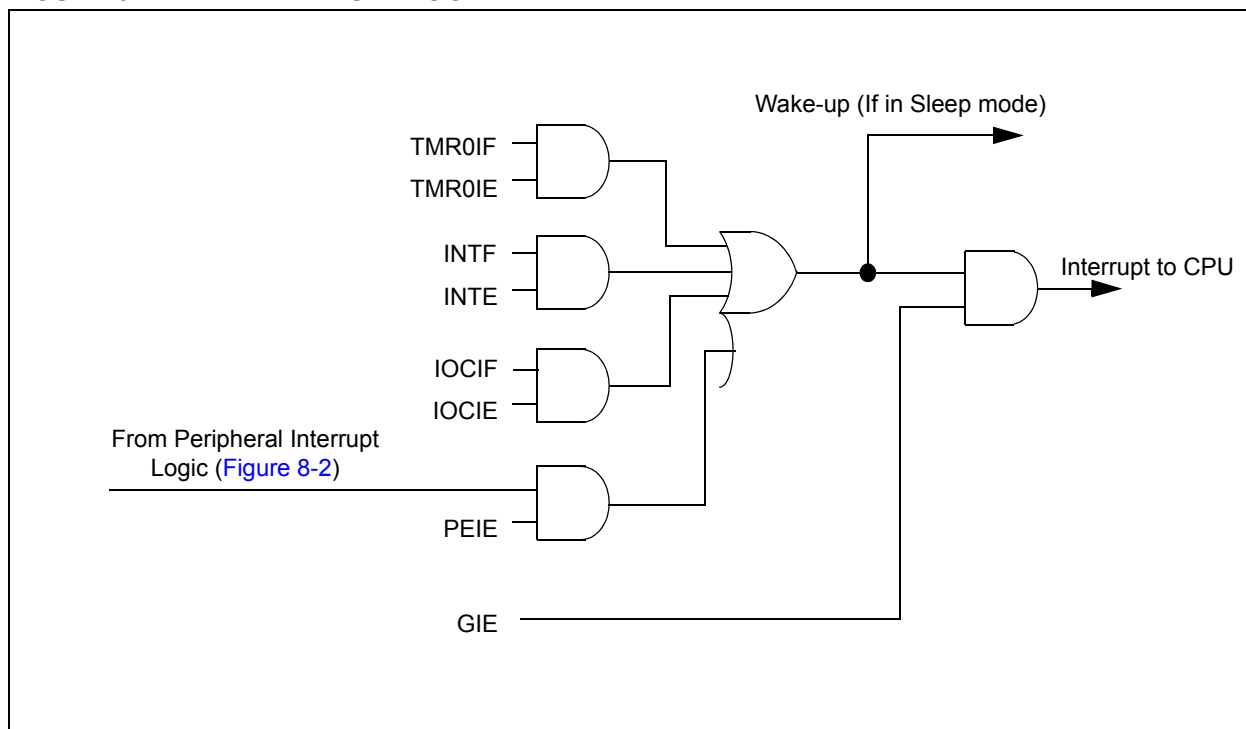 Wake-up (If in Sleep mode)
TMR0IF
TMR0IE
INTF
INTE
Interrupt to CPU
IOCIF
IOCIE
From Peripheral Interrupt
Logic (Figure 8-2)
PEIE
GIE